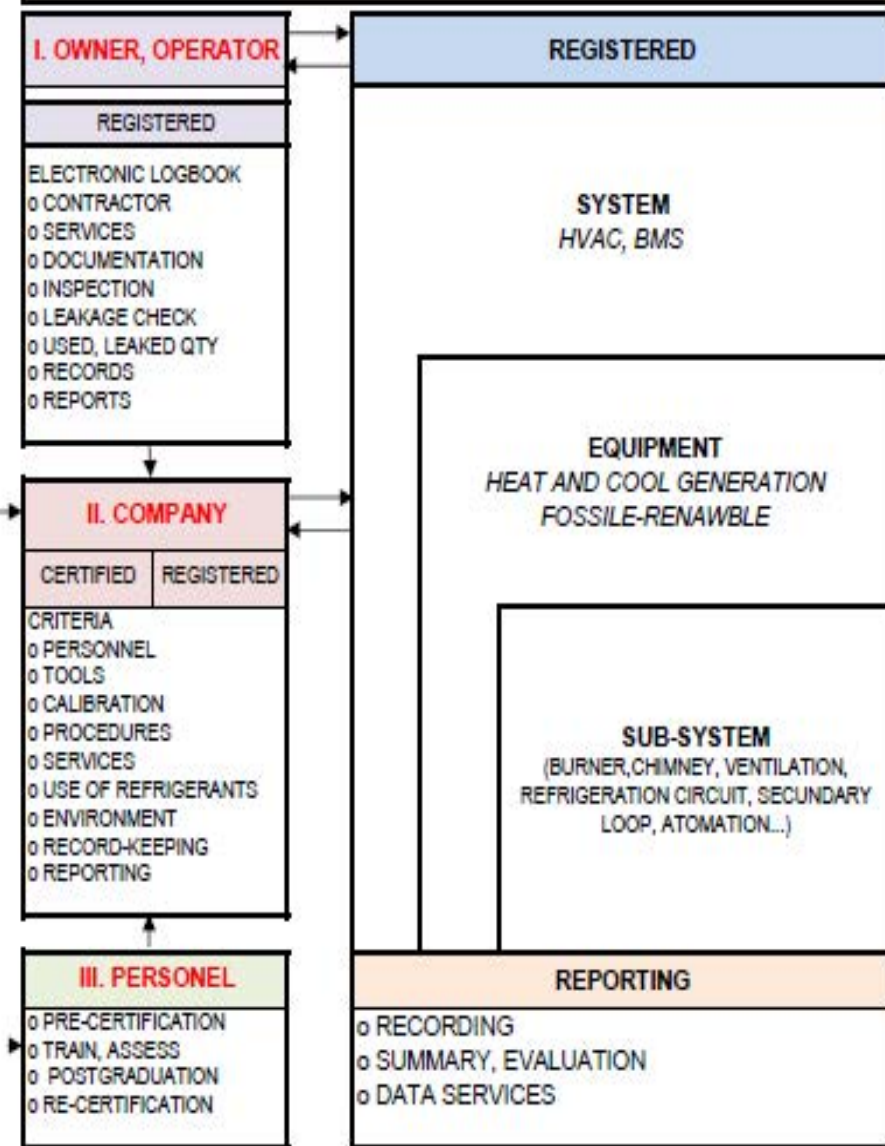 I. OWNER, OPERATOR
REGISTERED
ELECTRONIC LOGBOOK
o CONTRACTOR
o SERVICES
o DOCUMENTATION
o INSPECTION
o LEAKAGE CHECK
o USED, LEAKED QTY
o RECORDS
o REPORTS
II. COMPANY
CERTIFIED
REGISTERED
CRITERIA
o PERSONNEL
o TOOLS
o CALIBRATION
o PROCEDURES
o SERVICES
o USE OF REFRIGERANTS
o ENVIRONMENT
o RECORD-KEEPING
o REPORTING
III. PERSONEL
o PRE-CERTIFICATION
o TRAIN, ASSESS
o POSTGRADUATION
o RE-CERTIFICATION
REGISTERED
SYSTEM
HVAC, BMS
EQUIPMENT
HEAT AND COOL GENERATION
FOSSILE-RENAWBLE
SUB-SYSTEM
(BURNER,CHIMNEY, VENTILATION,
REFRIGERATION CIRCUIT, SECUNDARY
LOOP, ATOMATION...)
REPORTING
o RECORDING
o SUMMARY, EVALUATION
o DATA SERVICES